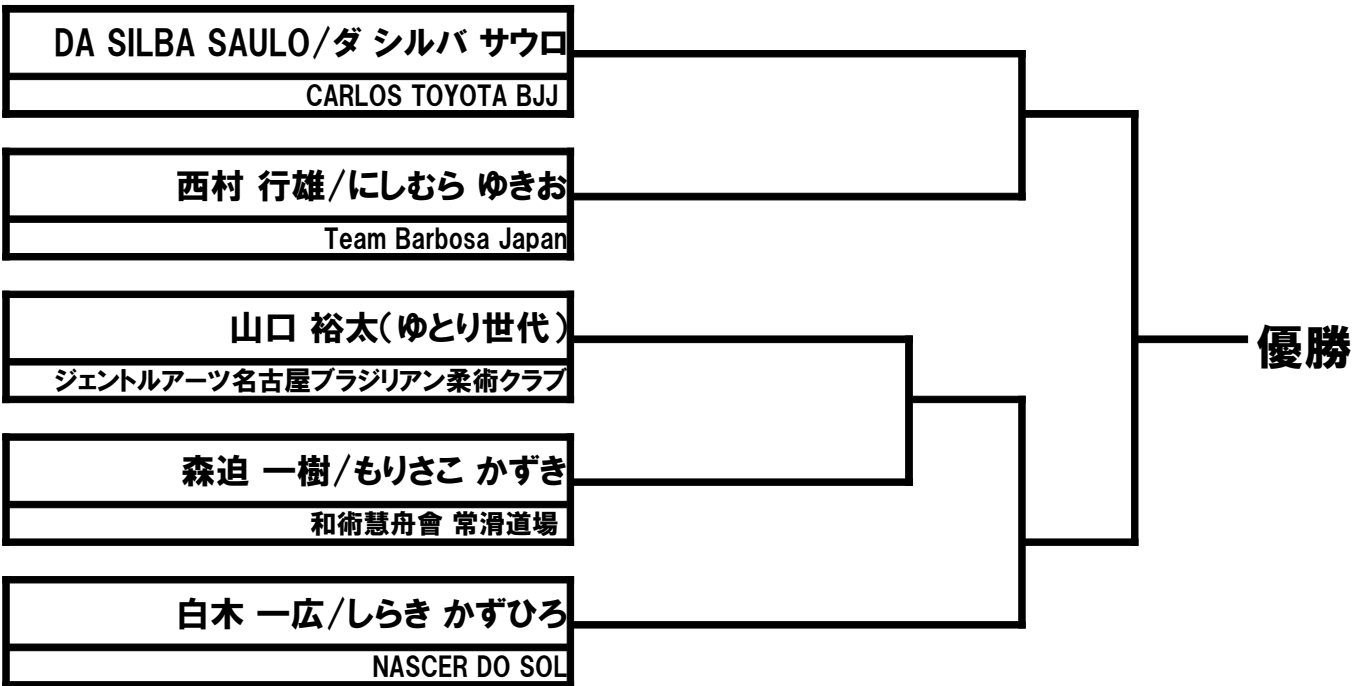 DA SILBA SAULO/ダ シルバ サウロ
CARLOS TOYOTA BJJ
西村 行雄/にしむら ゆきお
Team Barbosa Japan
山口 裕太(ゆとり世代)
ジェントルアーツ名古屋ブラジリアン柔術クラブ
優勝
森迫 一樹/もりさこ かずき
和術慧舟會 常滑道場
白木 一広/しらき かずひろ
NASCER DO SOL